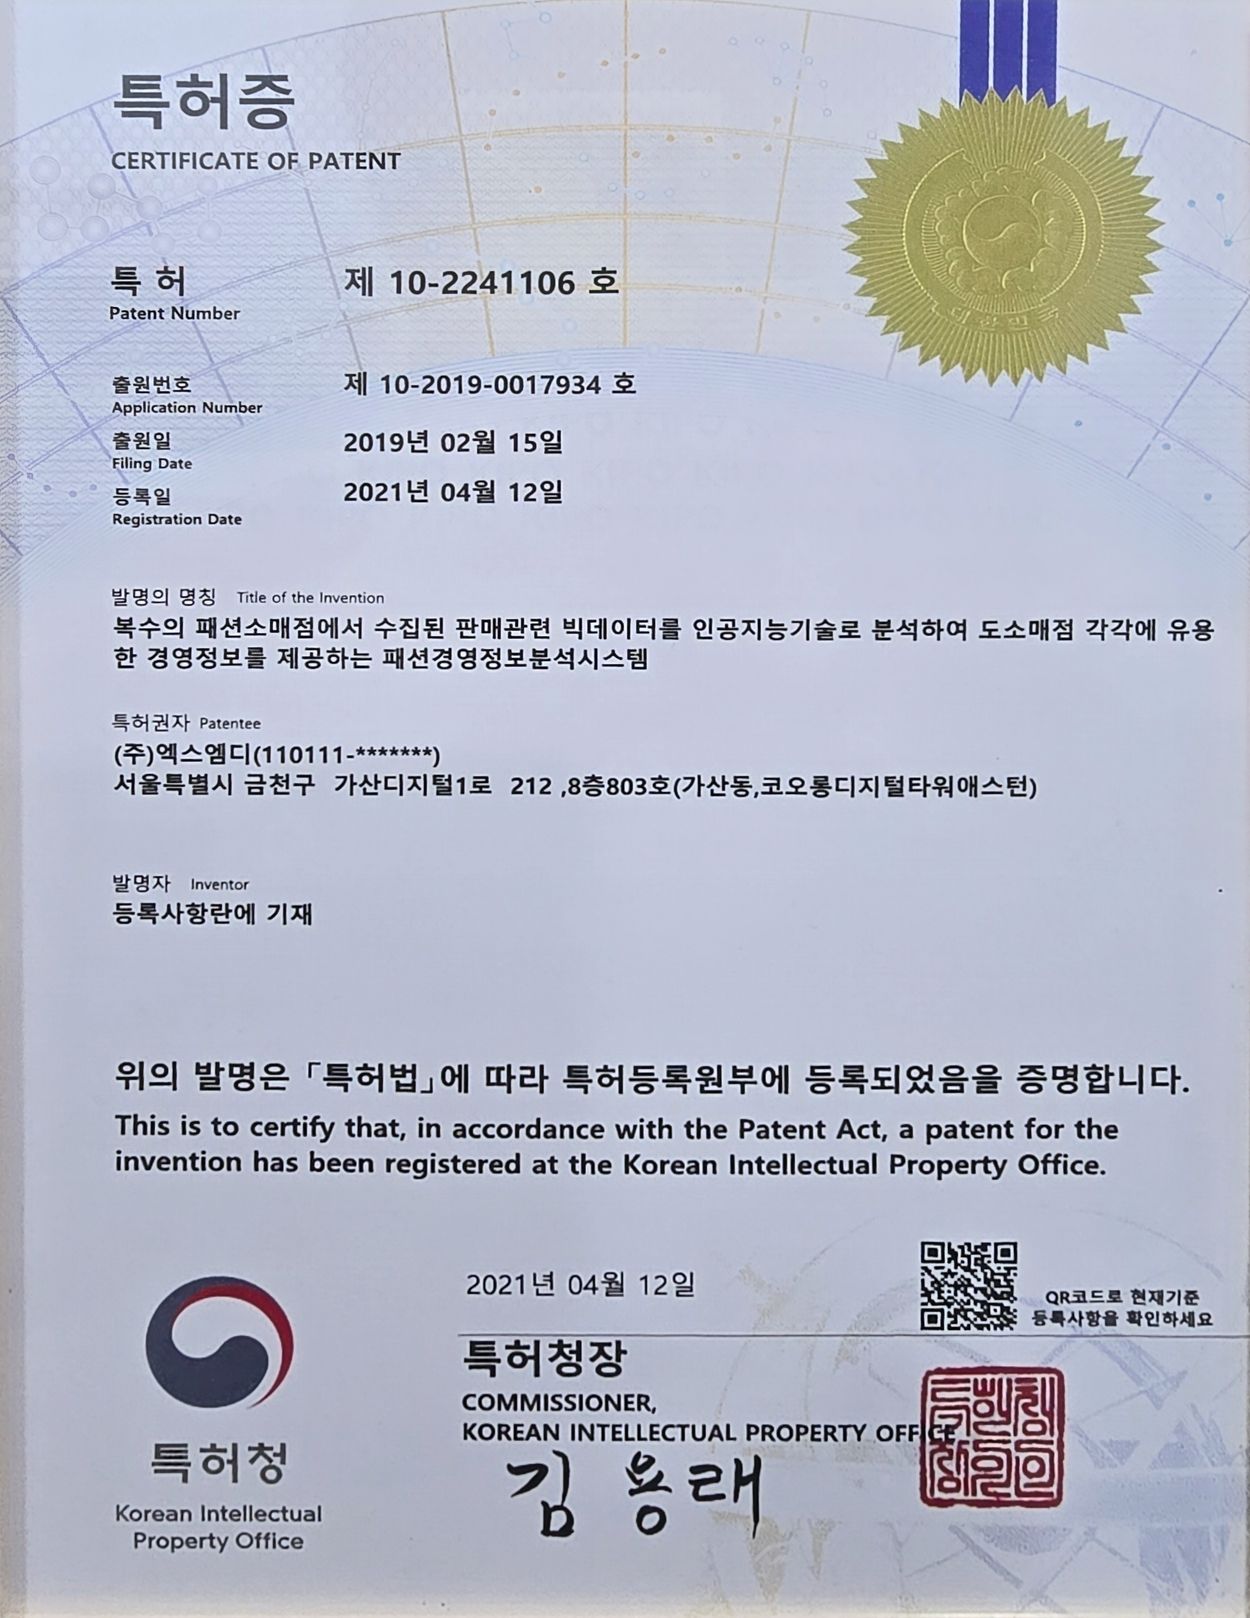 특허증
CERTIFICATE OF PATENT
특 허 제 10-2241106 호
Patent Number
출원번호 제 10-2019-0017934 호
Application Number
출원일 2019년 02월 15일
Filing Date
등록일 2021년 04월 12일
Registration Date
발명의 명칭 Title of the Invention
복수의 패션소매점에서 수집된 판매관련 빅데이터를 인공지능기술로 분석하여 도소매점 각각에 유용
한 경영정보를 제공하는 패션경영정보분석시스템
특허권자 Patentee
(주)엑스엠디(110111-*******)
서울특별시 금천구 가산디지털1로 212 ,8층803호(가산동,코오롱디지털타워애스턴)
발명자 Inventor
등록사항란에 기재
위의 발명은 「특허법」에 따라 특허등록원부에 등록되었음을 증명합니다.
This is to certify that, in accordance with the Patent Act, a patent for the
invention has been registered at the Korean Intellectual Property Office.
2021년 04월 12일
QR코드로 현재기준
등록사항을 확인하세요
특허청장
COMMISSIONER,
KOREAN INTELLECTUAL PROPERTY OFFICE
김 용 래
특허청
Korean Intellectual
Property Office